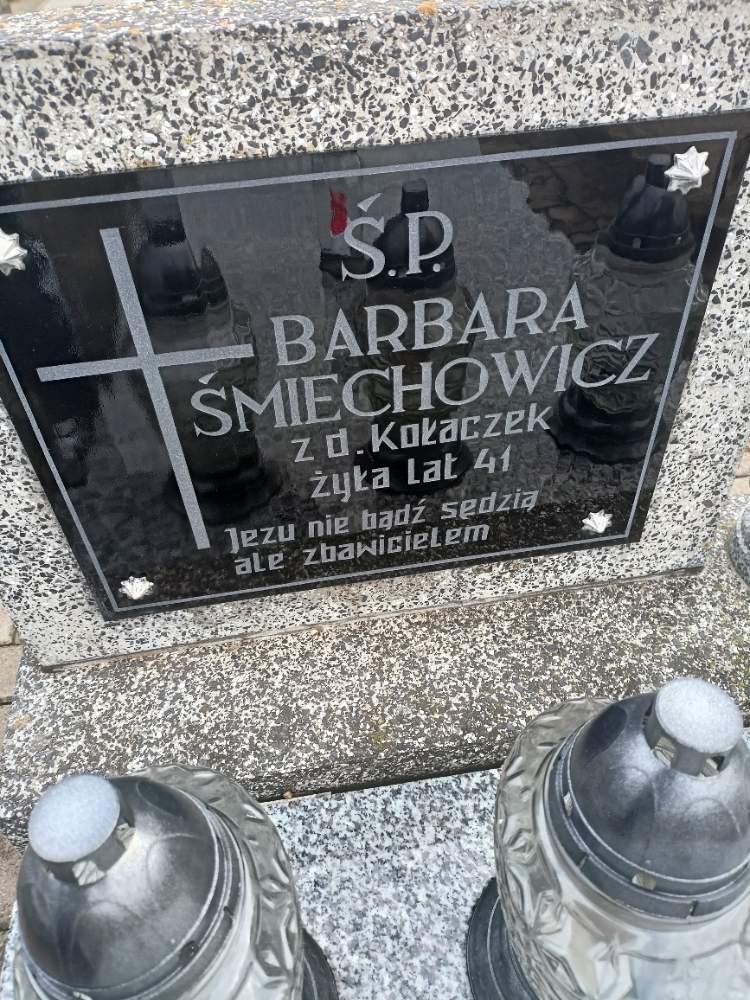 Ś.P.
BARBARA
ŚMIECHOWICZ
z d. Kołaczek
żyła lat 41
Jezu nie bądź sędzią
ale zbawicielem